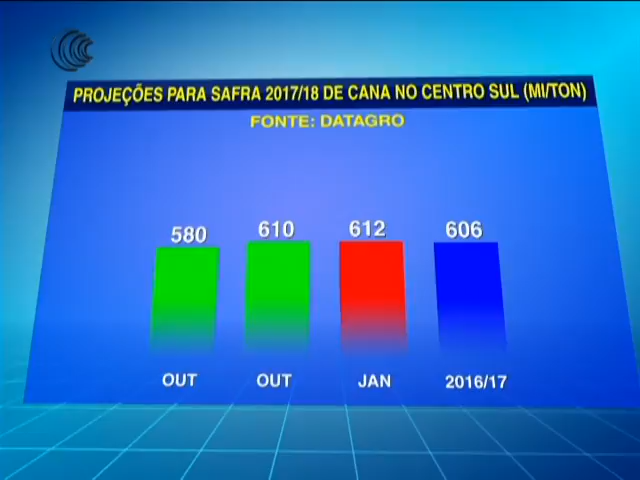 PROJEÇÕES PARA SAFRA 2017/18 DE CANA NO CENTRO SUL (MI/TON)
FONTE: DATAGRO
580 610 612 606
OUT OUT JAN 2016/17